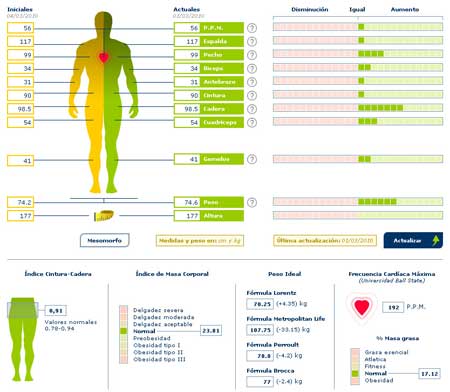 Iniciales
04/03/2010
Actuales
03/03/2010
Disminución Igual Aumento
56 56 P.P.M. ?
117 117 Espalda ?
99 99 Pecho ?
34 34 Biceps ?
31 31 Antebrazo ?
90 90 Cintura ?
98.5 98.5 Cadera ?
54 54 Cuadriceps ?
41 41 Gemelos ?
74.2 74.6 Peso ?
177 177 Altura
Mesomorfo
Medidas y peso en: cm y kg
Última actualización: 03/03/2010
Actualizar
Índice Cintura-Cadera
0,91
Valores normales
0.78-0.94
Índice de Masa Corporal
Delgadez severa
Delgadez moderada
Delgadez aceptable
Normal 23.81
Preobesidad
Obesidad tipo I
Obesidad tipo II
Obesidad tipo III
Peso Ideal
Fórmula Lorentz
70.25 (+4.35) kg
Fórmula Metropolitan Life
107.75 (-33.15) kg
Fórmula Perroult
78.8 (-4.2) kg
Fórmula Brocca
77 (-2.4) kg
Frecuencia Cardíaca Máxima
(Universidad Ball State)
192 P.P.M.
% Masa grasa
Grasa esencial
Atletica
Fitness
Normal 17.12
Obesidad